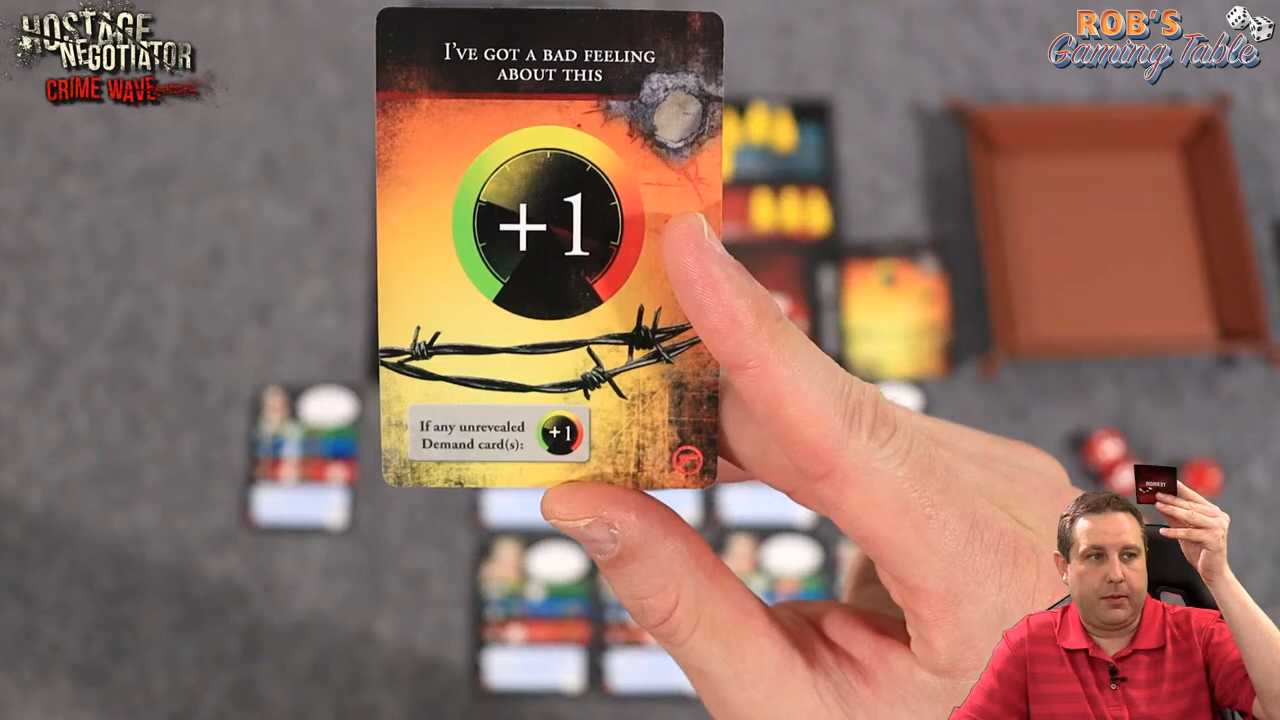 HOSTAGE
NEGOTIATOR
CRIME WAVE
ROB'S
Gaming Table
I'VE GOT A BAD FEELING
ABOUT THIS
+1
If any unrevealed
Demand card(s): +1